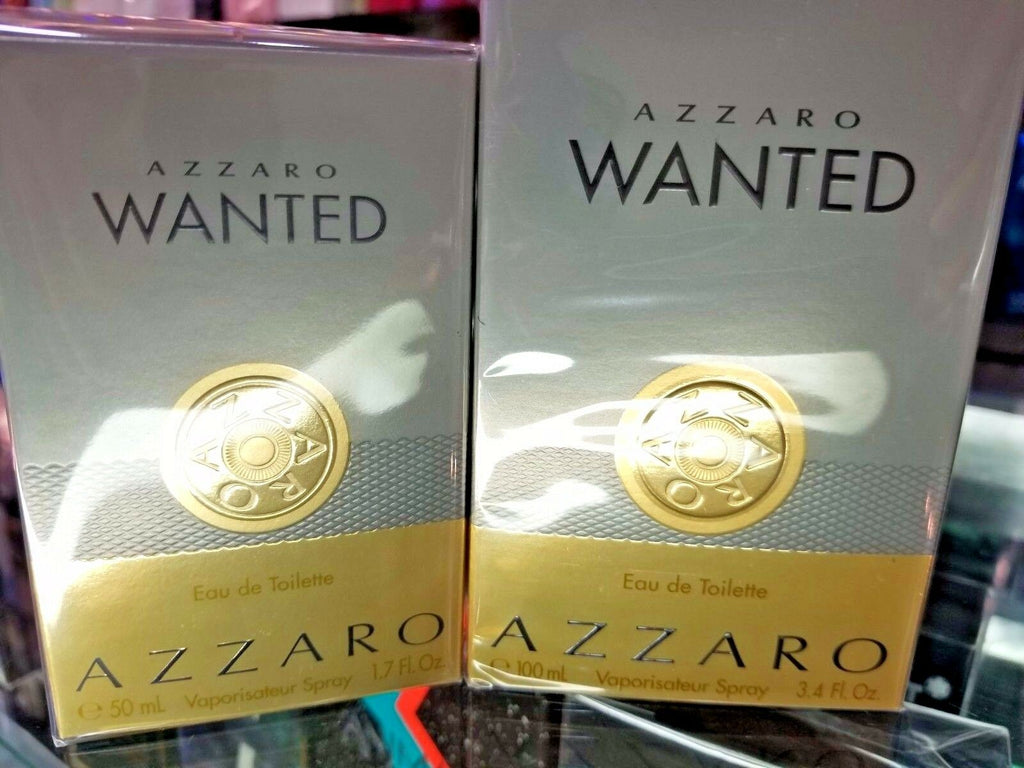 AZZARO
WANTED
AZZARO
Eau de Toilette
AZZARO
℮ 50 mL Vaporisateur Spray 1.7 Fl. Oz.
AZZARO
WANTED
AZZARO
Eau de Toilette
AZZARO
℮ 100 mL Vaporisateur Spray 3.4 Fl. Oz.